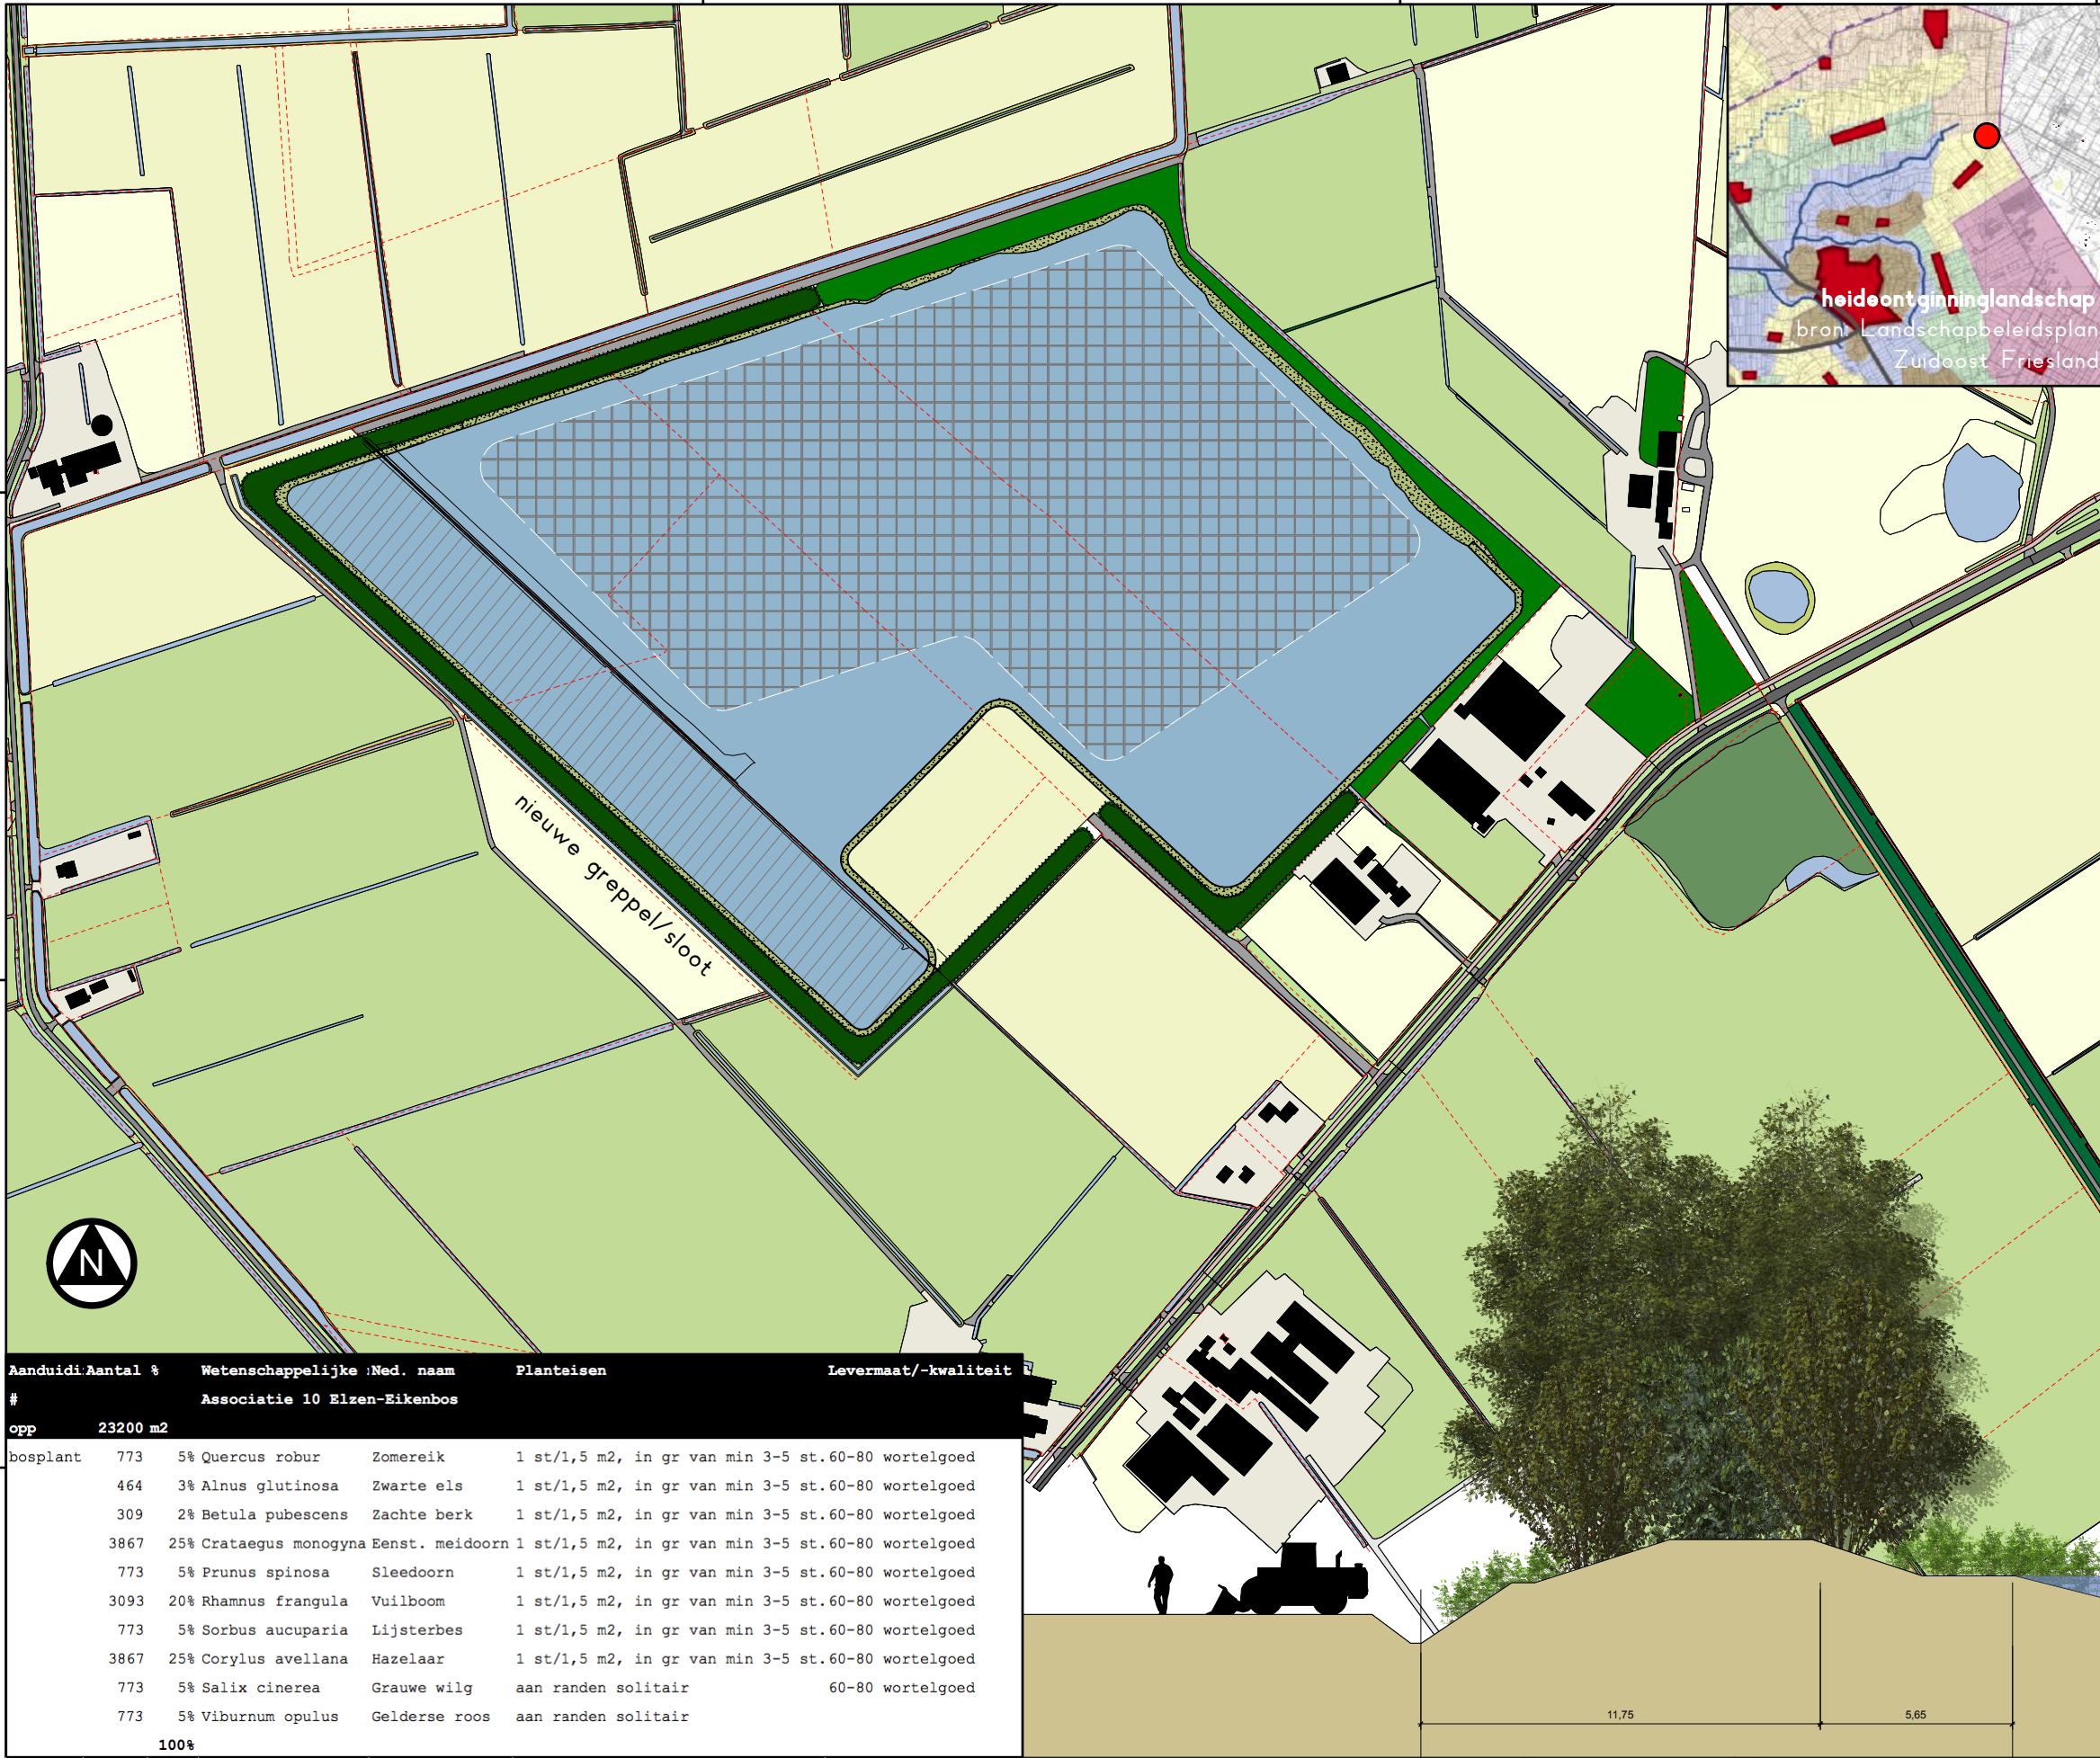 heideontginninglandschap
bron: Landschapbeleidsplan
Zuidoost Friesland
nieuwe greppel/sloot
N
Aanduidi Aantal % Wetenschappelijke Ned. naam Planteisen Levermaat/-kwaliteit
# Associatie 10 Elzen-Eikenbos
opp 23200 m2
bosplant 773 5% Quercus robur Zomereik 1 st/1,5 m2, in gr van min 3-5 st. 60-80 wortelgoed
464 3% Alnus glutinosa Zwarte els 1 st/1,5 m2, in gr van min 3-5 st. 60-80 wortelgoed
309 2% Betula pubescens Zachte berk 1 st/1,5 m2, in gr van min 3-5 st. 60-80 wortelgoed
3867 25% Crataegus monogyna Eenst. meidoorn 1 st/1,5 m2, in gr van min 3-5 st. 60-80 wortelgoed
773 5% Prunus spinosa Sleedoorn 1 st/1,5 m2, in gr van min 3-5 st. 60-80 wortelgoed
3093 20% Rhamnus frangula Vuilboom 1 st/1,5 m2, in gr van min 3-5 st. 60-80 wortelgoed
773 5% Sorbus aucuparia Lijsterbes 1 st/1,5 m2, in gr van min 3-5 st. 60-80 wortelgoed
3867 25% Corylus avellana Hazelaar 1 st/1,5 m2, in gr van min 3-5 st. 60-80 wortelgoed
773 5% Salix cinerea Grauwe wilg aan randen solitair 60-80 wortelgoed
773 5% Viburnum opulus Gelderse roos aan randen solitair
100%
11,75 5,65